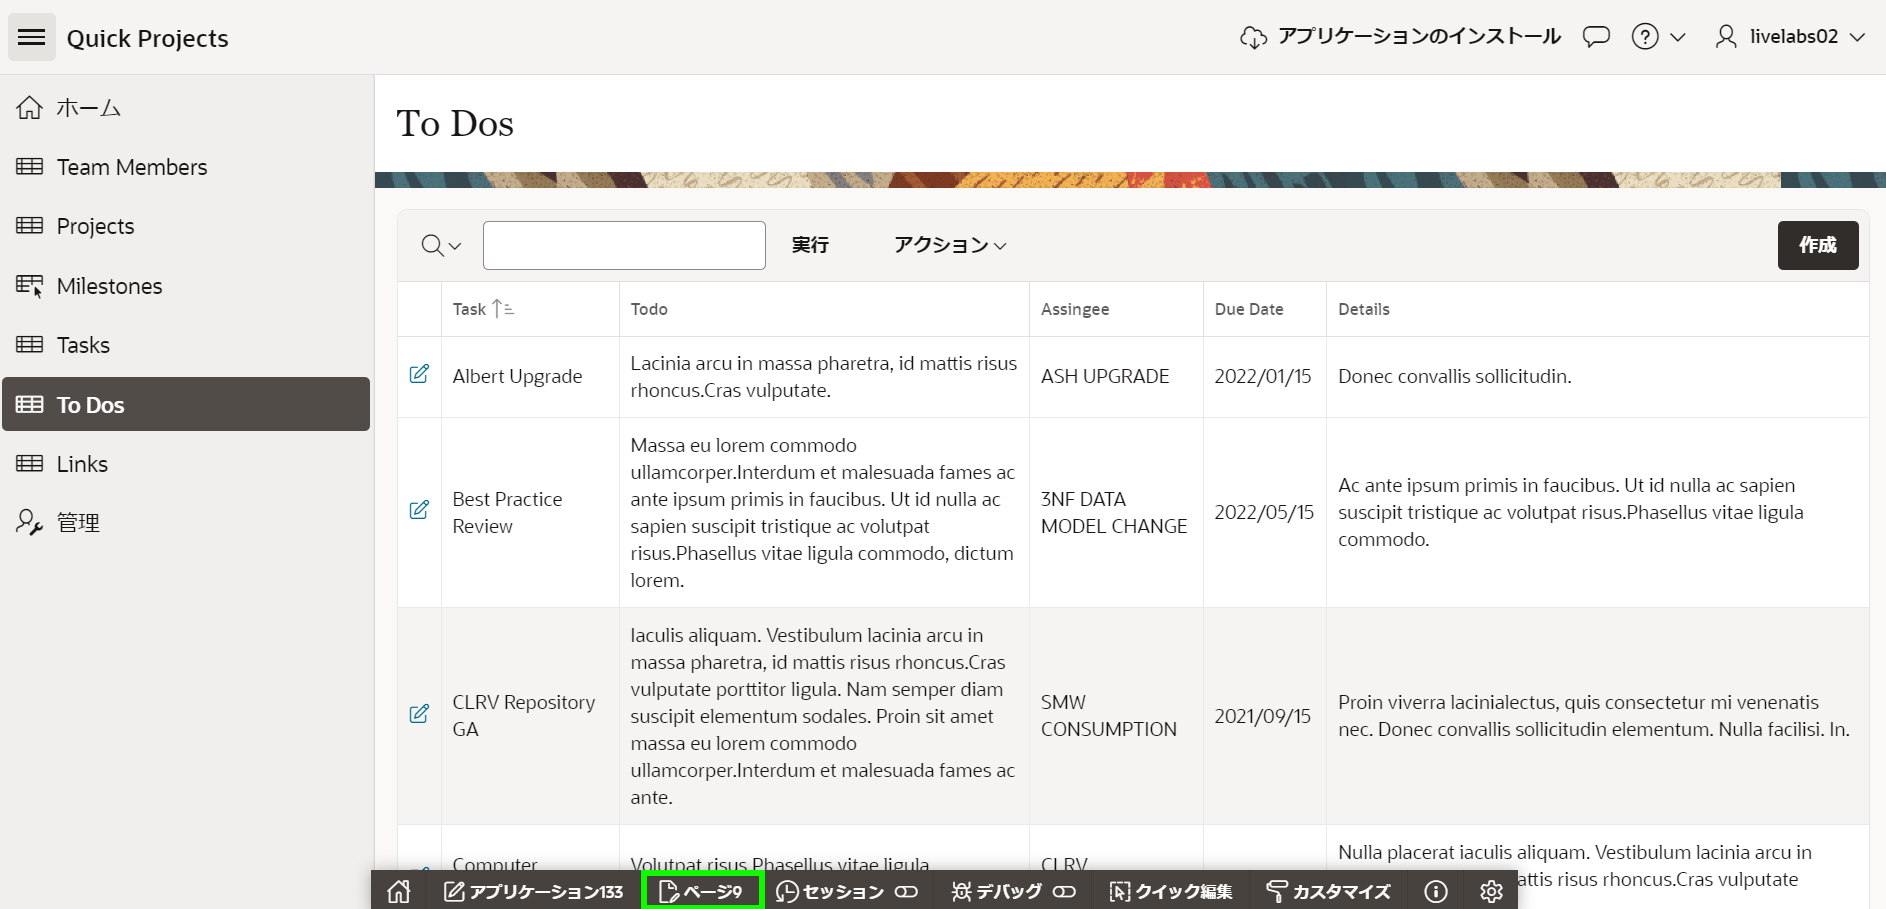 Quick Projects
アプリケーションのインストール
livelabs02
ホーム
Team Members
Projects
Milestones
Tasks
To Dos
Links
管理
To Dos
実行
アクション
作成
Task
Todo
Assingee
Due Date
Details
Albert Upgrade
Lacinia arcu in massa pharetra, id mattis risus
rhoncus.Cras vulputate.
ASH UPGRADE
2022/01/15
Donec convallis sollicitudin.
Best Practice
Review
Massa eu lorem commodo
ullamcorper.Interdum et malesuada fames ac
ante ipsum primis in faucibus. Ut id nulla ac
sapien suscipit tristique ac volutpat
risus.Phasellus vitae ligula commodo, dictum
lorem.
3NF DATA
MODEL CHANGE
2022/05/15
Ac ante ipsum primis in faucibus. Ut id nulla ac sapien
suscipit tristique ac volutpat risus.Phasellus vitae ligula
commodo.
CLRV Repository
GA
Iaculis aliquam. Vestibulum lacinia arcu in
massa pharetra, id mattis risus rhoncus.Cras
vulputate porttitor ligula. Nam semper diam
suscipit elementum sodales. Proin sit amet
massa eu lorem commodo
ullamcorper.Interdum et malesuada fames ac
ante.
SMW
CONSUMPTION
2021/09/15
Proin viverra lacinialectus, quis consectetur mi venenatis
nec. Donec convallis sollicitudin elementum. Nulla facilisi. In.
Computer
Volutpat risus.Phasellus vitae ligula
CLRV
Nulla placerat iaculis aliquam. Vestibulum lacinia arcu in
attis risus rhoncus.Cras vulputate
アプリケーション133
ページ9
セッション
デバッグ
クイック編集
カスタマイズ